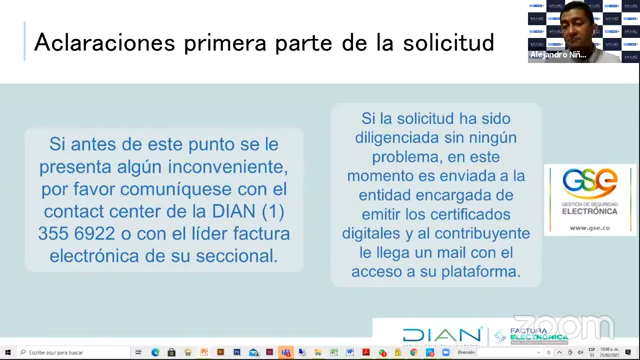 Aclaraciones primera parte de la solicitud
Alejandro Niñ...
Si antes de este punto se le
presenta algún inconveniente,
por favor comuníquese con el
contact center de la DIAN (1)
355 6922 o con el líder factura
electrónica de su seccional.
Si la solicitud ha sido
diligenciada sin ningún
problema, en este
momento es enviada a la
entidad encargada de
emitir los certificados
digitales y al contribuyente
le llega un mail con el
acceso a su plataforma.
GSe
GESTIÓN DE SEGURIDAD
ELECTRÓNICA
www.gse.co
DIAN
FACTURA
ELECTRÓNICA
zoom
Escribe aquí para buscar
Dirección
ESP